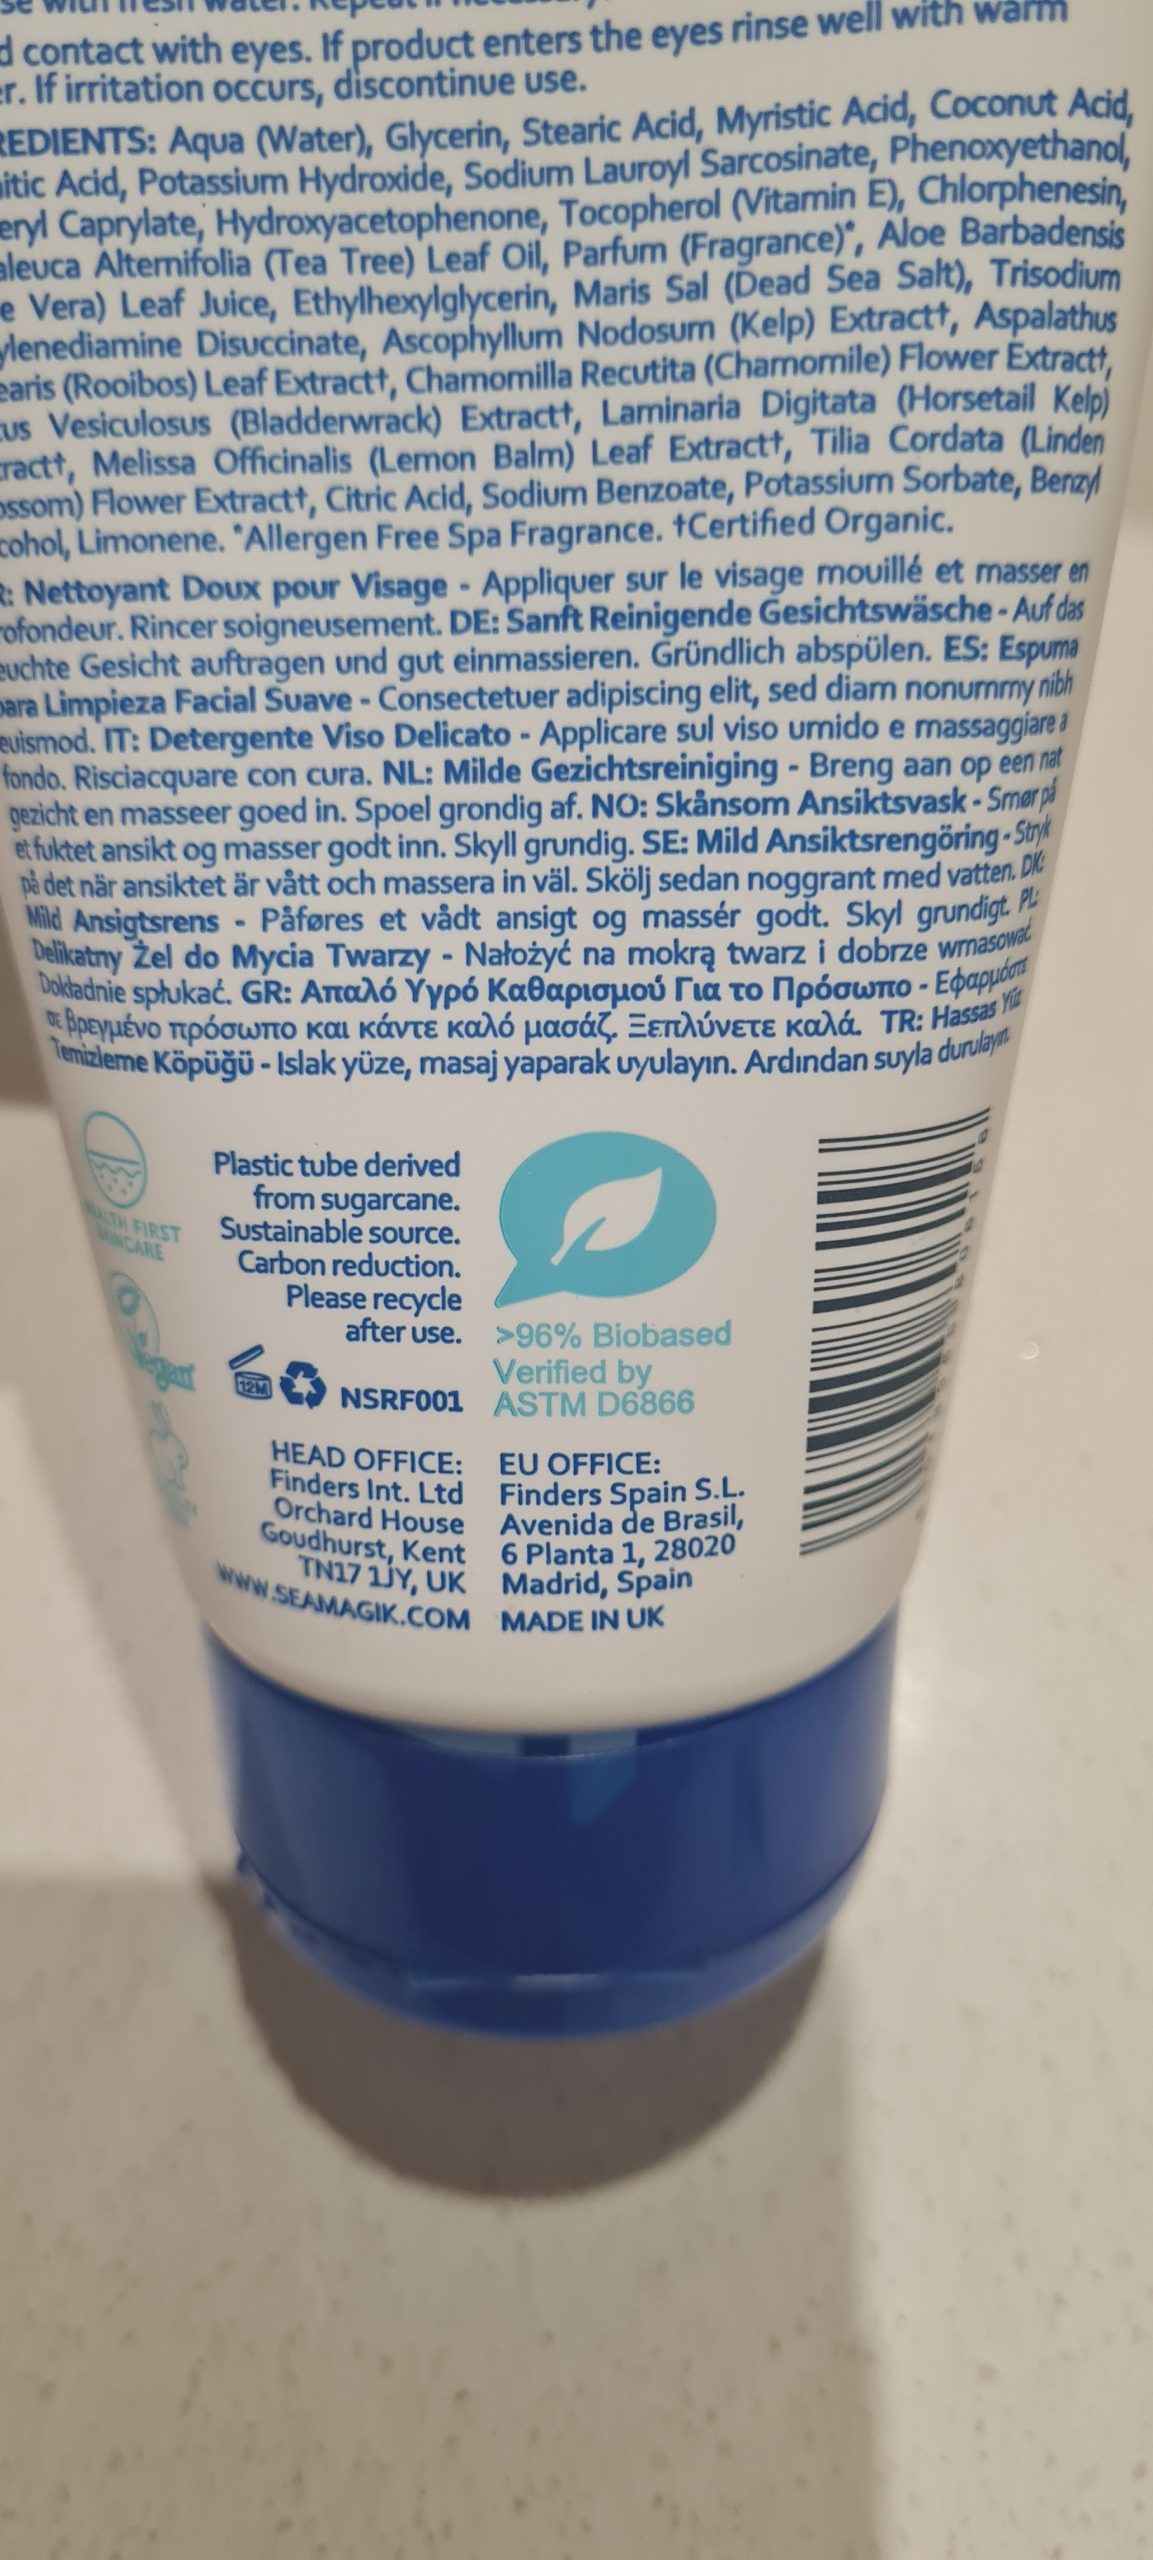 with fresh water. Repeat if necessary.
contact with eyes. If product enters the eyes rinse well with warm
If irritation occurs, discontinue use.
REDIENTS: Aqua (Water), Glycerin, Stearic Acid, Myristic Acid, Coconut Acid,
itic Acid, Potassium Hydroxide, Sodium Lauroyl Sarcosinate, Phenoxyethanol,
eryl Caprylate, Hydroxyacetophenone, Tocopherol (Vitamin E), Chlorphenesin,
aleuca Alternifolia (Tea Tree) Leaf Oil, Parfum (Fragrance)*, Aloe Barbadensis
e Vera) Leaf Juice, Ethylhexylglycerin, Maris Sal (Dead Sea Salt), Trisodium
ylenediamine Disuccinate, Ascophyllum Nodosum (Kelp) Extract†, Aspalathus
earis (Rooibos) Leaf Extract†, Chamomilla Recutita (Chamomile) Flower Extract†,
us Vesiculosus (Bladderwrack) Extract†, Laminaria Digitata (Horsetail Kelp)
ract†, Melissa Officinalis (Lemon Balm) Leaf Extract†, Tilia Cordata (Linden
ossom) Flower Extract†, Citric Acid, Sodium Benzoate, Potassium Sorbate, Benzyl
cohol, Limonene. *Allergen Free Spa Fragrance. †Certified Organic.
: Nettoyant Doux pour Visage - Appliquer sur le visage mouillé et masser en
rofondeur. Rincer soigneusement. DE: Sanft Reinigende Gesichtswäsche - Auf das
euchte Gesicht auftragen und gut einmassieren. Gründlich abspülen. ES: Espuma
para Limpieza Facial Suave - Consectetuer adipiscing elit, sed diam nonummy nibh
euismod. IT: Detergente Viso Delicato - Applicare sul viso umido e massaggiare a
fondo. Risciacquare con cura. NL: Milde Gezichtsreiniging - Breng aan op een nat
gezicht en masseer goed in. Spoel grondig af. NO: Skånsom Ansiktsvask - Smør på
et fuktet ansikt og masser godt inn. Skyll grundig. SE: Mild Ansiktsrengöring - Stryk
på det när ansiktet är vått och massera in väl. Skölj sedan noggrant med vatten. DK:
Mild Ansigtsrens - Påføres et vådt ansigt og massér godt. Skyl grundigt. PL:
Delikatny Żel do Mycia Twarzy - Nałożyć na mokrą twarz i dobrze wmasować.
Dokładnie spłukać. GR: Απαλό Υγρό Καθαρισμού Για το Πρόσωπο - Εφαρμόστε
σε βρεγμένο πρόσωπο και κάντε καλό μασάζ. Ξεπλύνετε καλά. TR: Hassas Yüz
Temizleme Köpüğü - Islak yüze, masaj yaparak uyulayın. Ardından suyla durulayın.
HEALTH FIRST
SKINCARE
Vegan
Plastic tube derived
from sugarcane.
Sustainable source.
Carbon reduction.
Please recycle
after use.
12M
NSRF001
>96% Biobased
Verified by
ASTM D6866
HEAD OFFICE:
Finders Int. Ltd
Orchard House
Goudhurst, Kent
TN17 1JY, UK
WWW.SEAMAGIK.COM
EU OFFICE:
Finders Spain S.L.
Avenida de Brasil,
6 Planta 1, 28020
Madrid, Spain
MADE IN UK